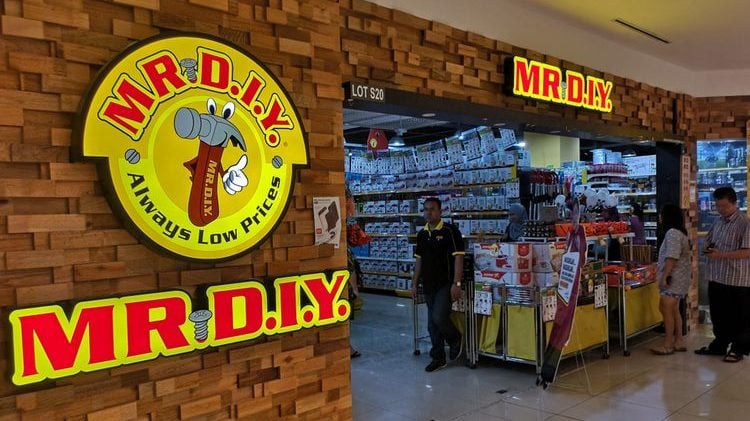 MR D.I.Y.
MR.D.I.Y.
Always Low Prices
MR D.I.Y.
LOT S20
MR D.I.Y.